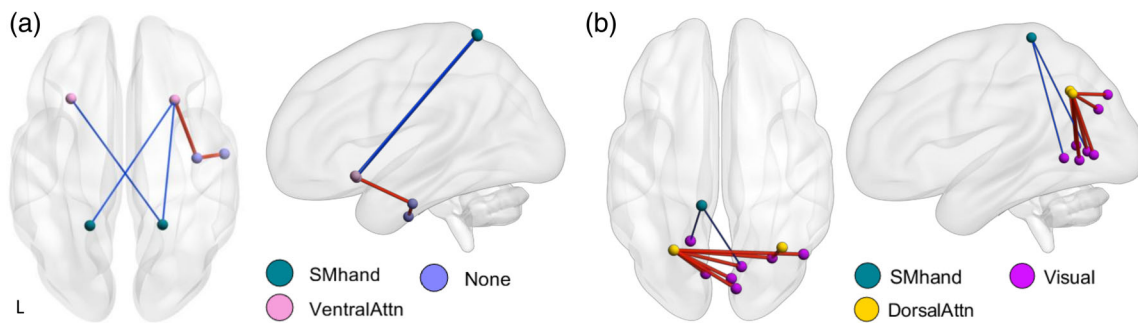 (a)
(b)
SMhand
None
VentralAttn
L
SMhand
Visual
DorsalAttn